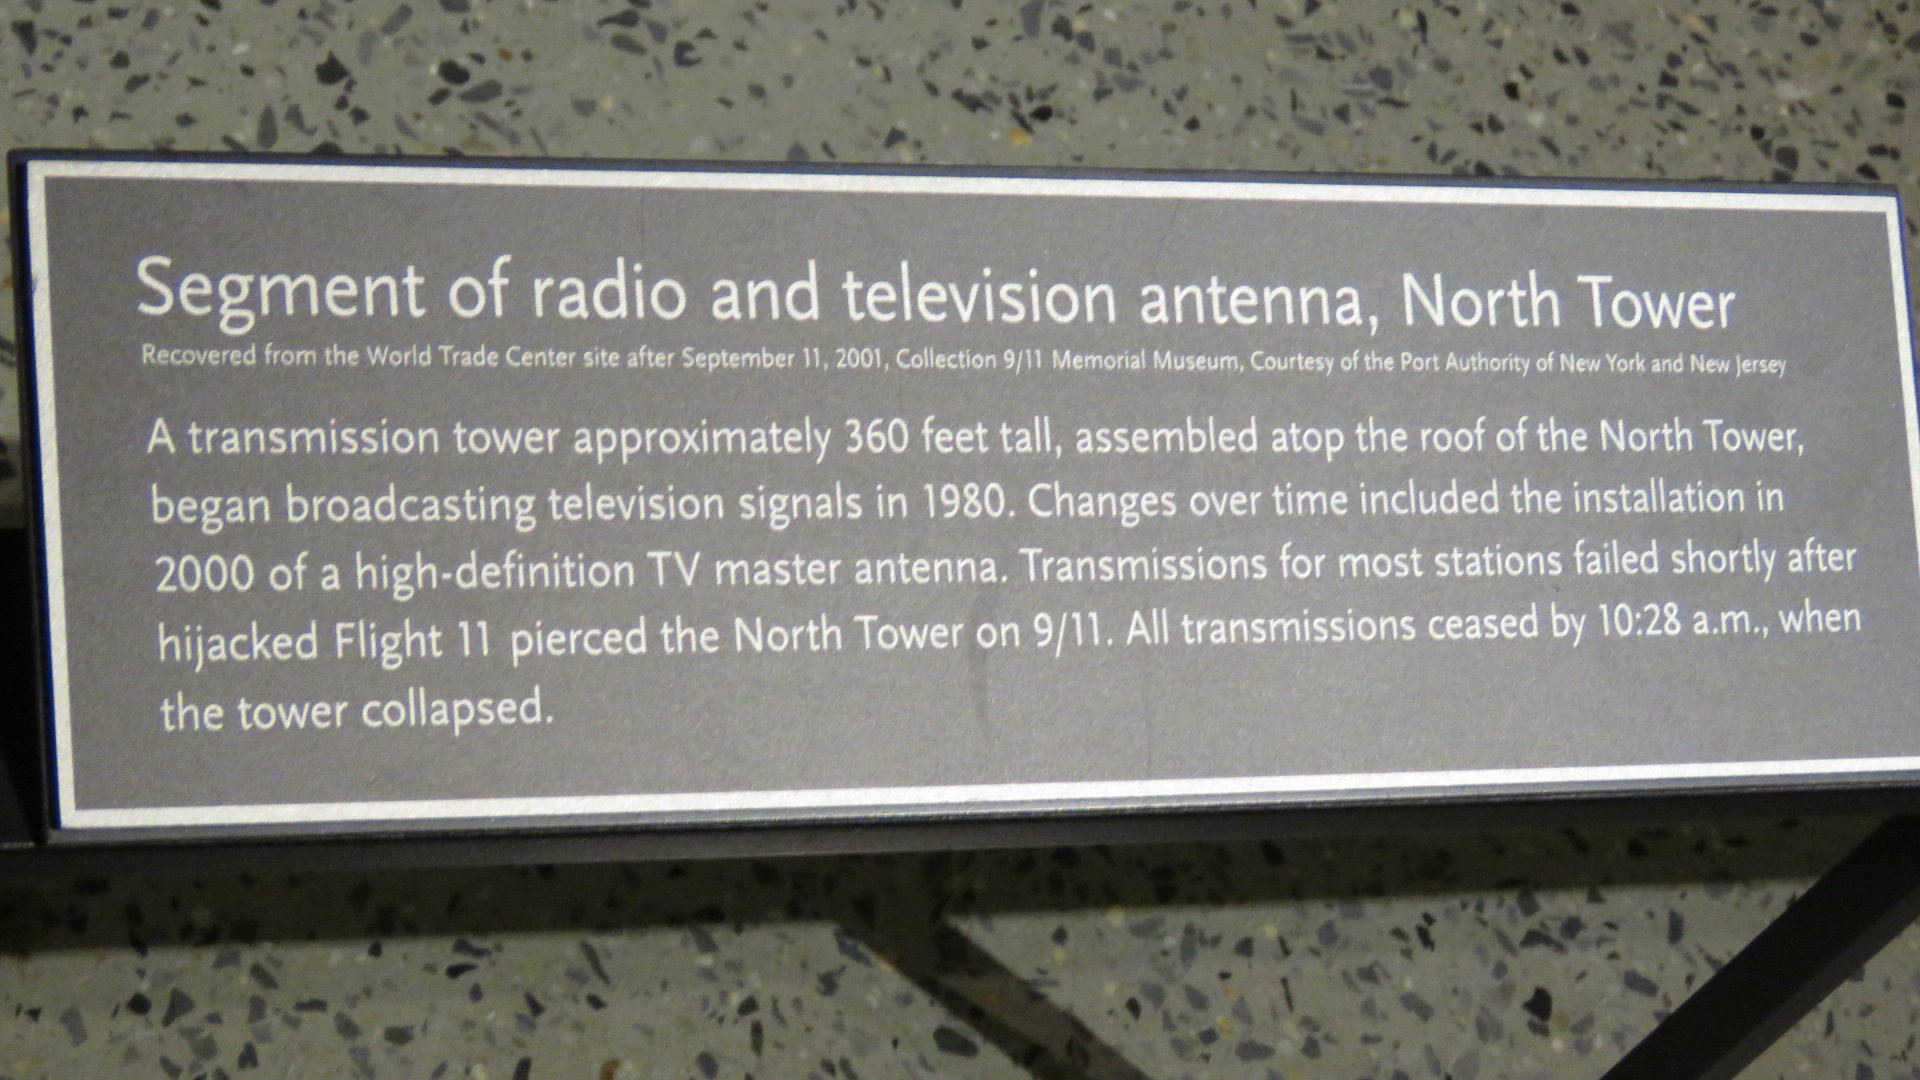 Segment of radio and television antenna, North Tower
Recovered from the World Trade Center site after September 11, 2001, Collection 9/11 Memorial Museum, Courtesy of the Port Authority of New York and New Jersey
A transmission tower approximately 360 feet tall, assembled atop the roof of the North Tower,
began broadcasting television signals in 1980. Changes over time included the installation in
2000 of a high-definition TV master antenna. Transmissions for most stations failed shortly after
hijacked Flight 11 pierced the North Tower on 9/11. All transmissions ceased by 10:28 a.m., when
the tower collapsed.